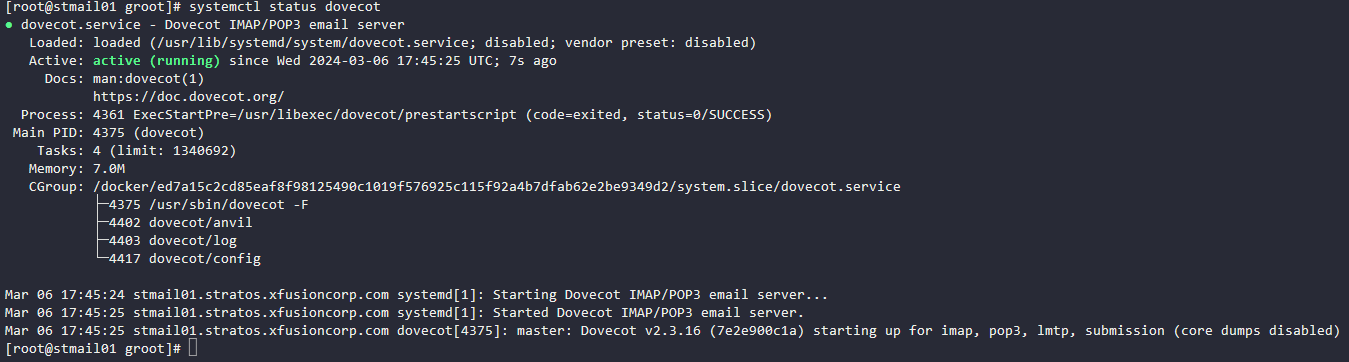 [root@stmail01 groot]# systemctl status dovecot
● dovecot.service - Dovecot IMAP/POP3 email server
   Loaded: loaded (/usr/lib/systemd/system/dovecot.service; disabled; vendor preset: disabled)
   Active: active (running) since Wed 2024-03-06 17:45:25 UTC; 7s ago
     Docs: man:dovecot(1)
           https://doc.dovecot.org/
  Process: 4361 ExecStartPre=/usr/libexec/dovecot/prestartscript (code=exited, status=0/SUCCESS)
 Main PID: 4375 (dovecot)
    Tasks: 4 (limit: 1340692)
   Memory: 7.0M
   CGroup: /docker/ed7a15c2cd85eaf8f98125490c1019f576925c115f92a4b7dfab62e2be9349d2/system.slice/dovecot.service
           ├─4375 /usr/sbin/dovecot -F
           ├─4402 dovecot/anvil
           ├─4403 dovecot/log
           └─4417 dovecot/config

Mar 06 17:45:24 stmail01.stratos.xfusioncorp.com systemd[1]: Starting Dovecot IMAP/POP3 email server...
Mar 06 17:45:25 stmail01.stratos.xfusioncorp.com systemd[1]: Started Dovecot IMAP/POP3 email server.
Mar 06 17:45:25 stmail01.stratos.xfusioncorp.com dovecot[4375]: master: Dovecot v2.3.16 (7e2e900c1a) starting up for imap, pop3, lmtp, submission (core dumps disabled)
[root@stmail01 groot]#